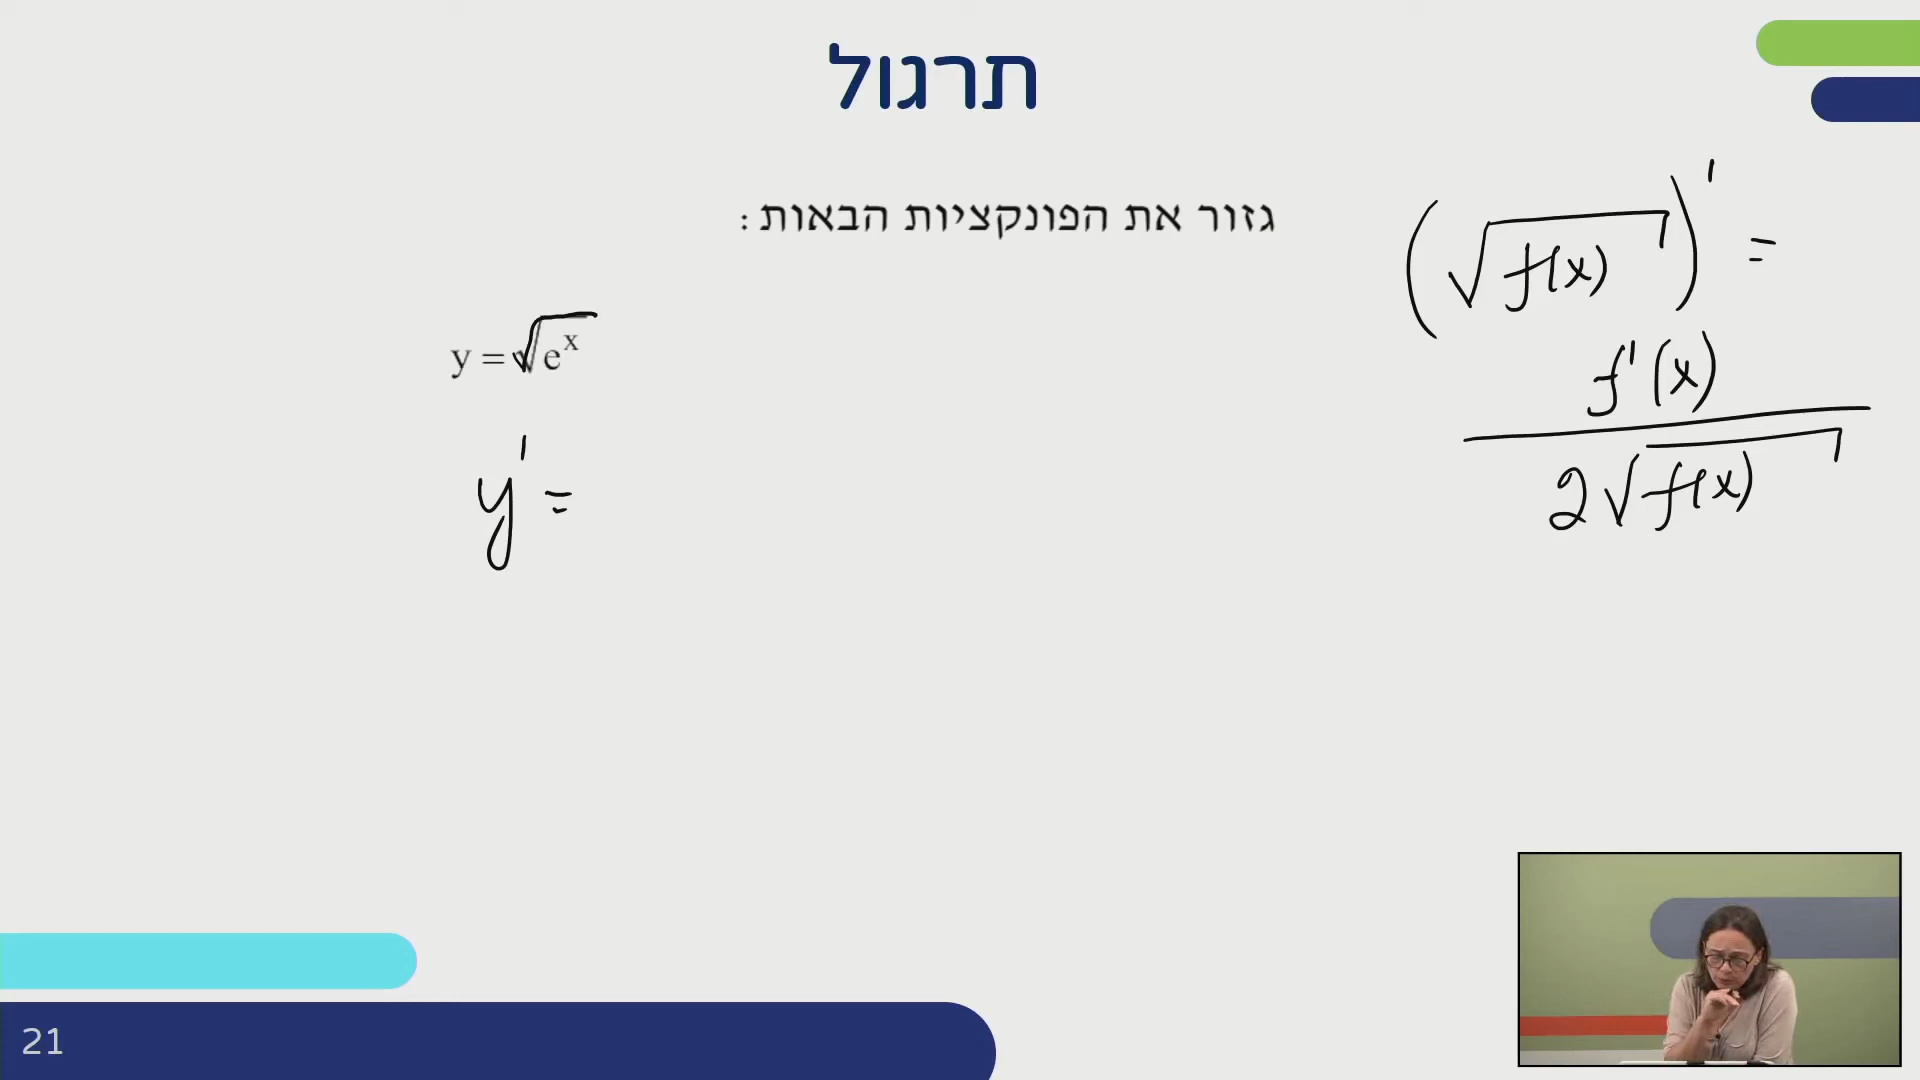 תרגול
גזור את הפונקציות הבאות :
y = √e^x
y' =
(√f(x))' =
f'(x)
2√f(x)
21